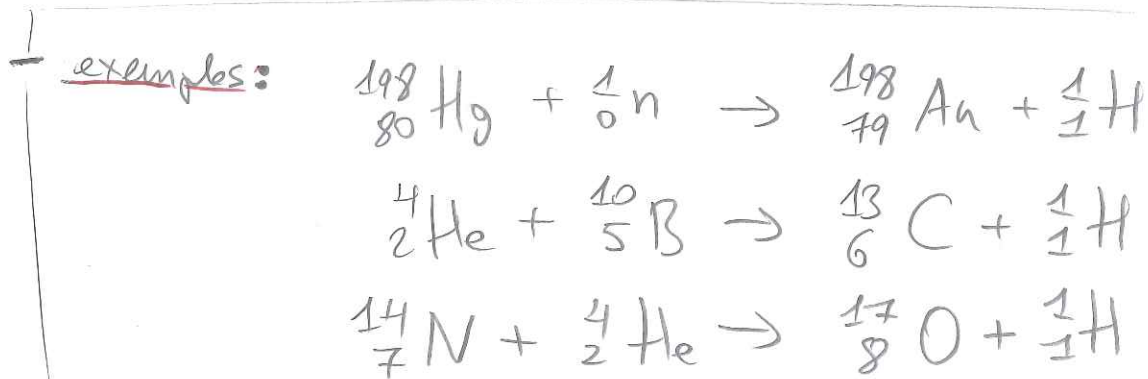 exemples: ¹⁹⁸₈₀Hg + ¹₀n → ¹⁹⁸₇₉Au + ¹₁H
⁴₂He + ¹⁰₅B → ¹³₆C + ¹₁H
¹⁴₇N + ⁴₂He → ¹⁷₈O + ¹₁H